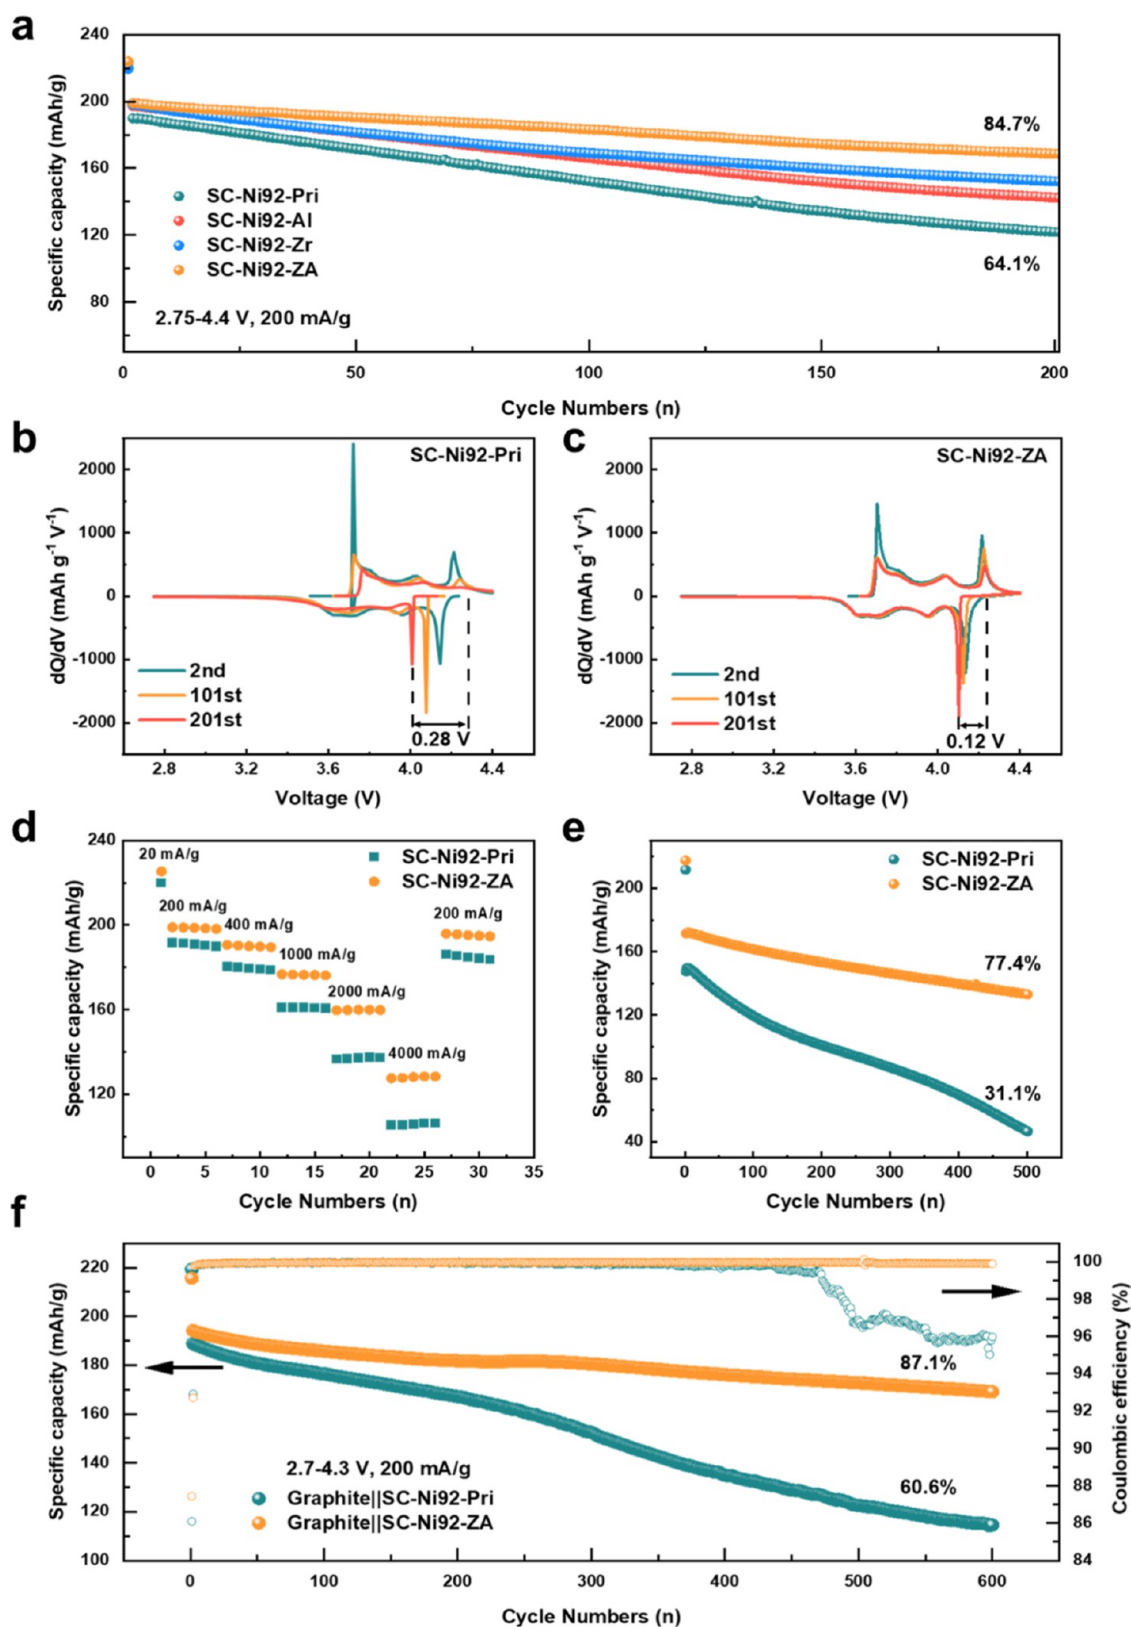 a
240
200
160
120
80
Specific capacity (mAh/g)
84.7%
64.1%
SC-Ni92-Pri
SC-Ni92-Al
SC-Ni92-Zr
SC-Ni92-ZA
2.75-4.4 V, 200 mA/g
0 50 100 150 200
Cycle Numbers (n)
b
SC-Ni92-Pri
2000
1000
0
-1000
-2000
dQ/dV (mAh g⁻¹ V⁻¹)
2nd
101st
201st
0.28 V
2.8 3.2 3.6 4.0 4.4
Voltage (V)
c
SC-Ni92-ZA
2000
1000
0
-1000
-2000
dQ/dV (mAh g⁻¹ V⁻¹)
2nd
101st
201st
0.12 V
2.8 3.2 3.6 4.0 4.4
Voltage (V)
d
240
200
160
120
Specific capacity (mAh/g)
SC-Ni92-Pri
SC-Ni92-ZA
20 mA/g
200 mA/g
400 mA/g
1000 mA/g
2000 mA/g
4000 mA/g
200 mA/g
0 5 10 15 20 25 30 35
Cycle Numbers (n)
e
200
160
120
80
40
Specific capacity (mAh/g)
SC-Ni92-Pri
SC-Ni92-ZA
77.4%
31.1%
0 100 200 300 400 500
Cycle Numbers (n)
f
220
200
180
160
140
120
100
Specific capacity (mAh/g)
87.1%
60.6%
2.7-4.3 V, 200 mA/g
Graphite||SC-Ni92-Pri
Graphite||SC-Ni92-ZA
100
98
96
94
92
90
88
86
84
Coulombic efficiency (%)
0 100 200 300 400 500 600
Cycle Numbers (n)